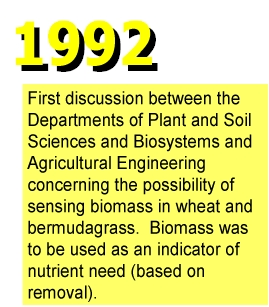 1992
First discussion between the
Departments of Plant and Soil
Sciences and Biosystems and
Agricultural Engineering
concerning the possibility of
sensing biomass in wheat and
bermudagrass.  Biomass was
to be used as an indicator of
nutrient need (based on
removal).